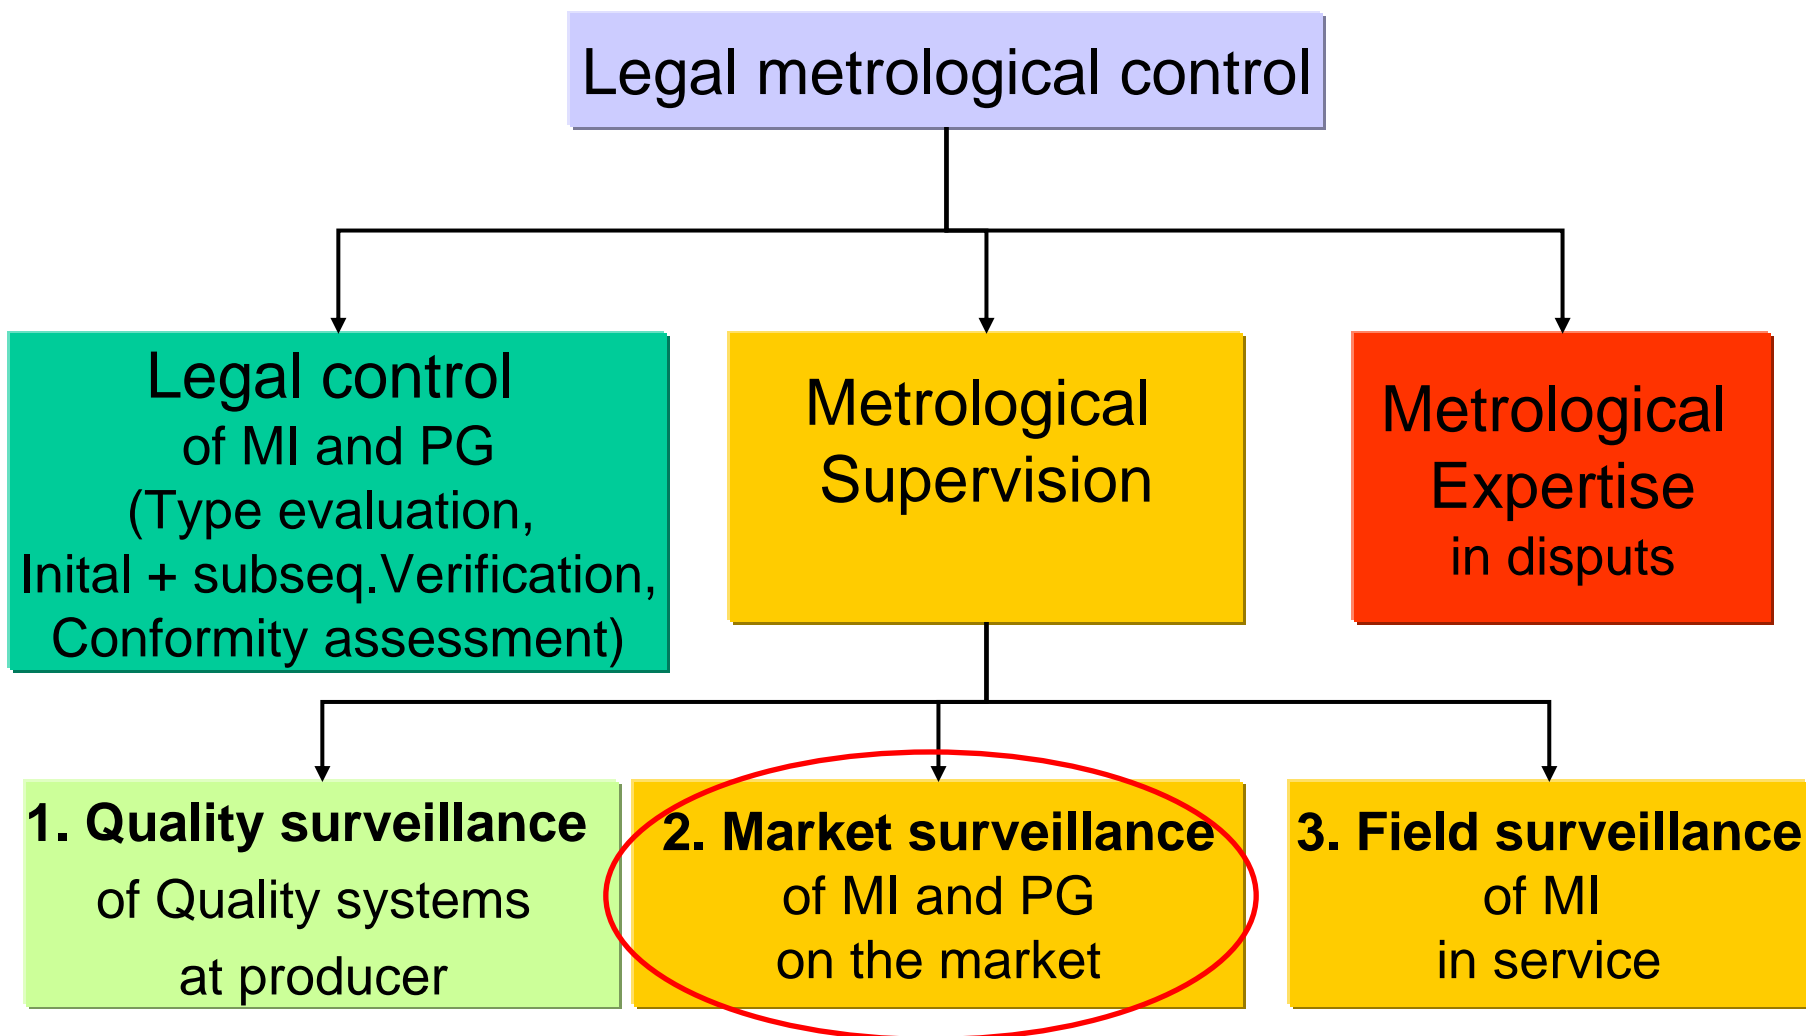 Legal metrological control
Legal control
of MI and PG
(Type evaluation,
Inital + subseq.Verification,
Conformity assessment)
Metrological
Supervision
Metrological
Expertise
in disputs
1. Quality surveillance
of Quality systems
at producer
2. Market surveillance
of MI and PG
on the market
3. Field surveillance
of MI
in service